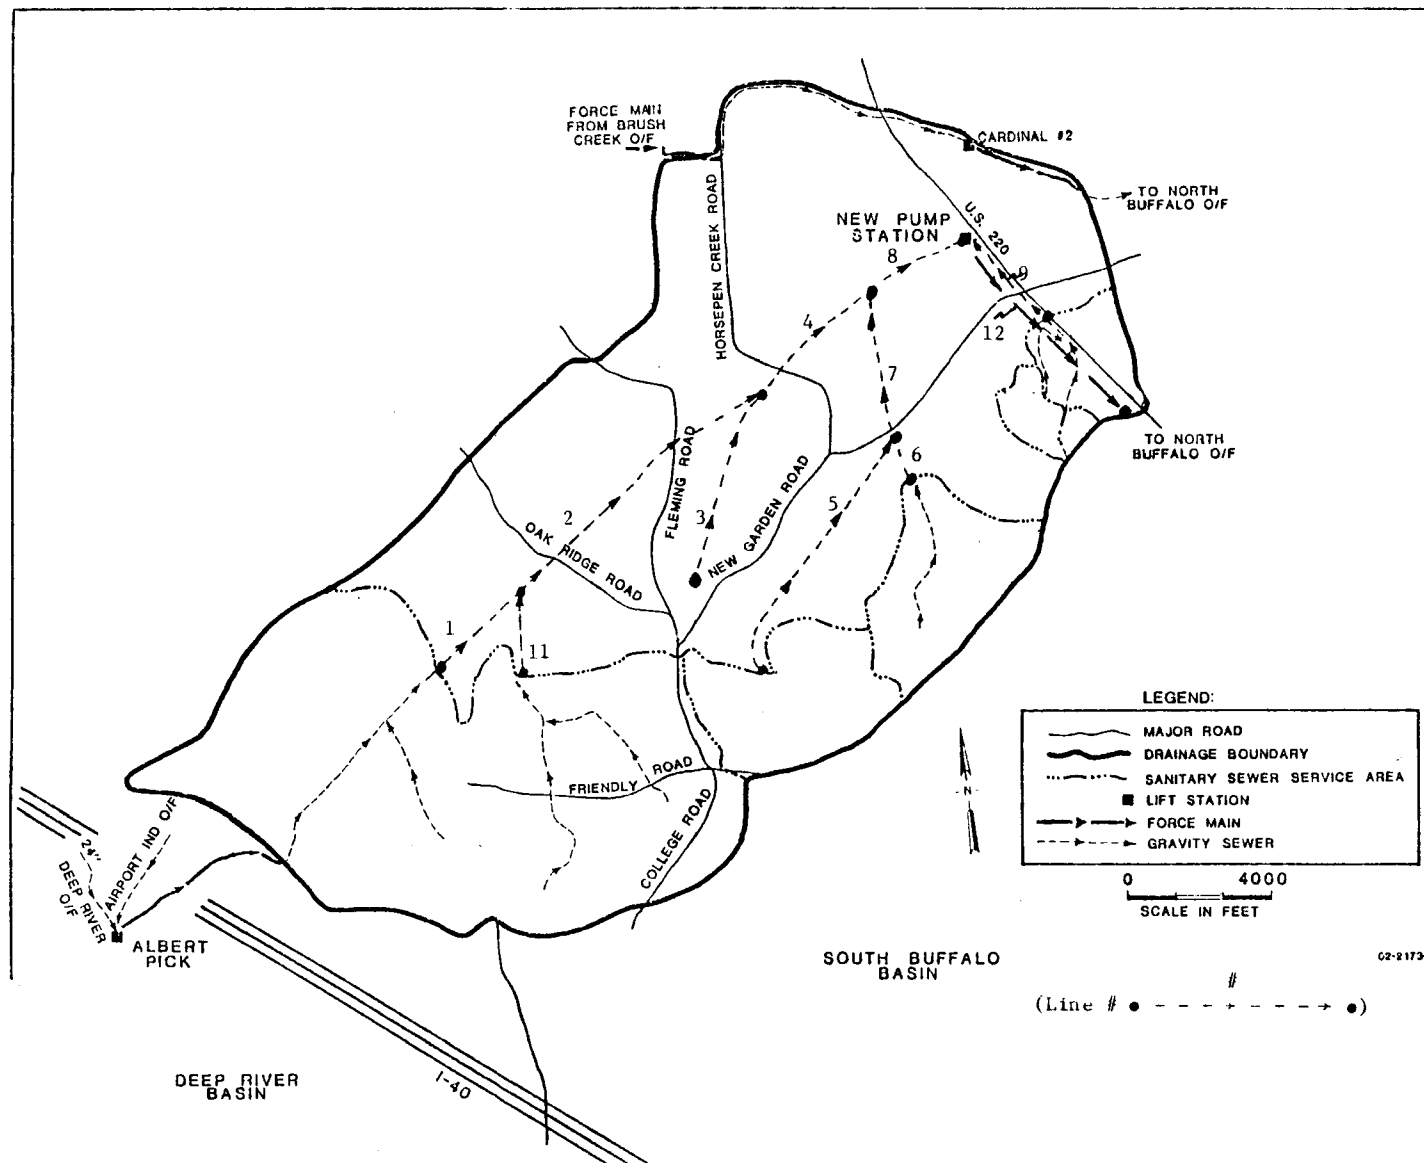 FORCE MAIN
FROM BRUSH
CREEK O/F
CARDINAL #2
TO NORTH
BUFFALO O/F
NEW PUMP
STATION
U.S. 220
HORSEPEN CREEK ROAD
8
9
4
12
7
TO NORTH
BUFFALO O/F
6
FLEMING ROAD
NEW GARDEN ROAD
5
3
2
OAK RIDGE ROAD
1
11
FRIENDLY ROAD
COLLEGE ROAD
AIRPORT IND O/F
24"
DEEP RIVER
O/F
ALBERT
PICK
LEGEND:
MAJOR ROAD
DRAINAGE BOUNDARY
SANITARY SEWER SERVICE AREA
LIFT STATION
FORCE MAIN
GRAVITY SEWER
0 4000
SCALE IN FEET
N
SOUTH BUFFALO
BASIN
02-2173
#
(Line # )
DEEP RIVER
BASIN
I-40